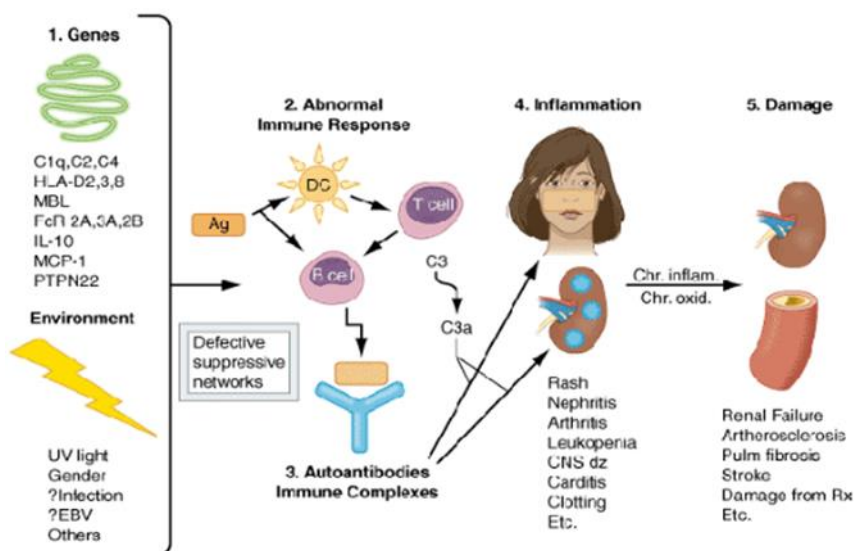 1. Genes
C1q,C2,C4
HLA-D2,3,8
MBL
FcR 2A,3A,2B
IL-10
MCP-1
PTPN22
Environment
UV light
Gender
?Infection
?EBV
Others
2. Abnormal
Immune Response
DC
Ag
T cell
B cell
C3
C3a
Defective
suppressive
networks
3. Autoantibodies
Immune Complexes
4. Inflammation
Rash
Nephritis
Arthritis
Leukopenia
CNS dz
Carditis
Clotting
Etc.
Chr. inflam.
Chr. oxid.
5. Damage
Renal Failure
Artherosclerosis
Pulm fibrosis
Stroke
Damage from Rx
Etc.